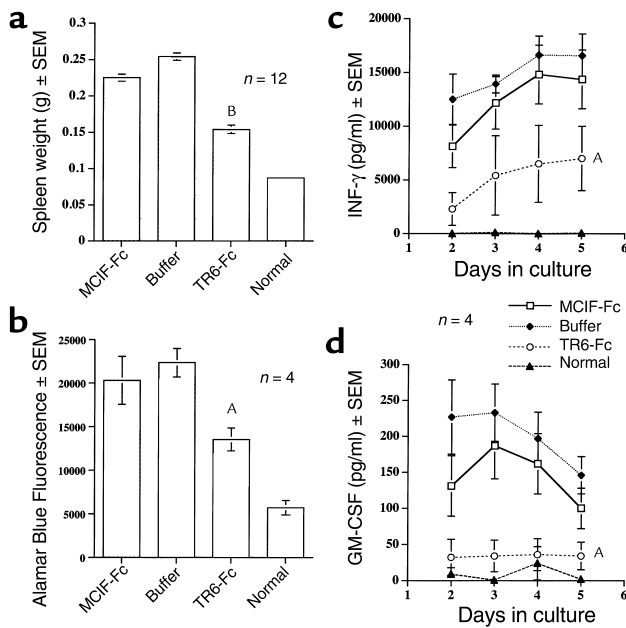 a
Spleen weight (g) ± SEM
0.3
0.25
0.2
0.15
0.1
0.05
0
n = 12
B
MCIF-Fc
Buffer
TR6-Fc
Normal
b
Alamar Blue Fluorescence ± SEM
25000
20000
15000
10000
5000
0
n = 4
A
MCIF-Fc
Buffer
TR6-Fc
Normal
c
INF-γ (pg/ml) ± SEM
20000
15000
10000
5000
0
A
1 2 3 4 5 6
Days in culture
n = 4
MCIF-Fc
Buffer
TR6-Fc
Normal
d
GM-CSF (pg/ml) ± SEM
300
250
200
150
100
50
0
A
1 2 3 4 5 6
Days in culture